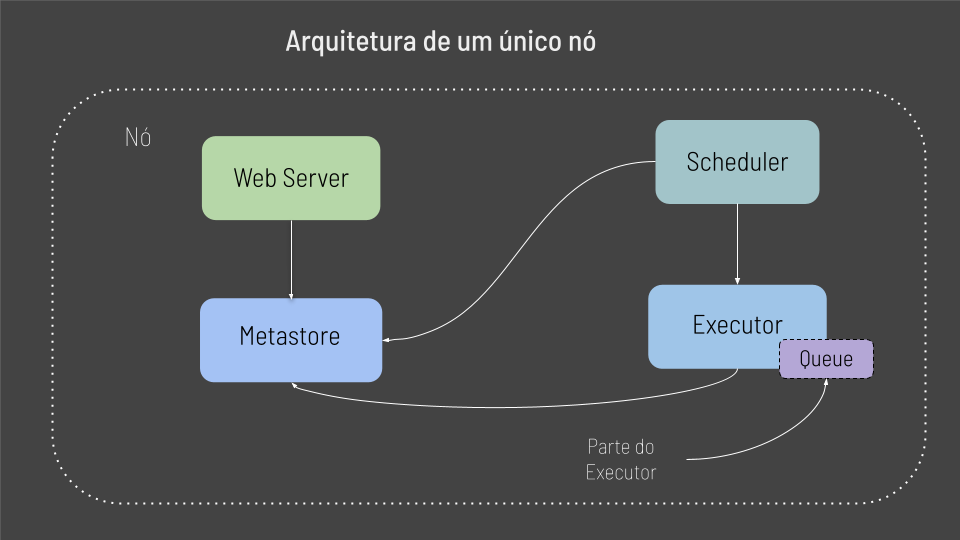 Arquitetura de um único nó
Nó
Web Server
Scheduler
Metastore
Executor
Queue
Parte do
Executor